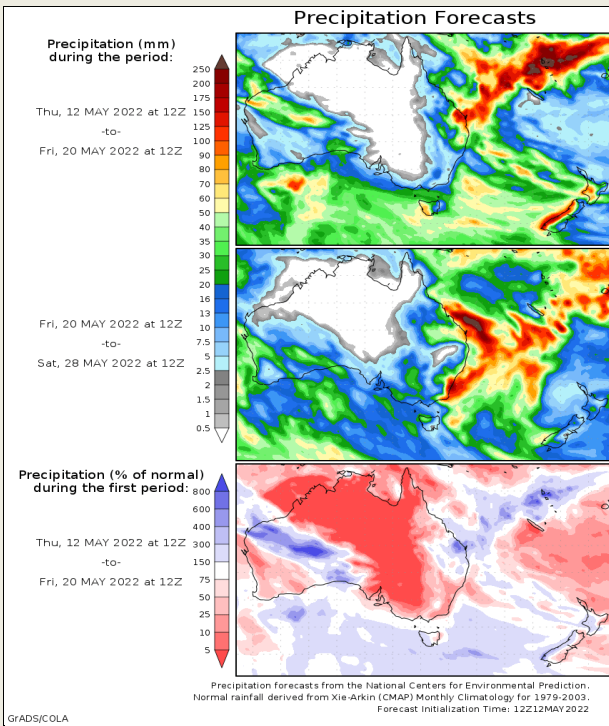 Precipitation Forecasts
Precipitation (mm)
during the period:
Thu, 12 MAY 2022 at 12Z
-to-
Fri, 20 MAY 2022 at 12Z
250
200
175
150
125
100
90
80
70
60
50
40
35
30
25
20
16
13
10
7.5
5
2.5
2
1.5
1
0.5
Fri, 20 MAY 2022 at 12Z
-to-
Sat, 28 MAY 2022 at 12Z
Precipitation (% of normal)
during the first period:
Thu, 12 MAY 2022 at 12Z
-to-
Fri, 20 MAY 2022 at 12Z
800
600
400
300
150
75
50
25
10
5
Precipitation forecasts from the National Centers for Environmental Prediction.
Normal rainfall derived from Xie-Arkin (CMAP) Monthly Climatology for 1979-2003.
Forecast Initialization Time: 12Z12MAY2022
GrADS/COLA